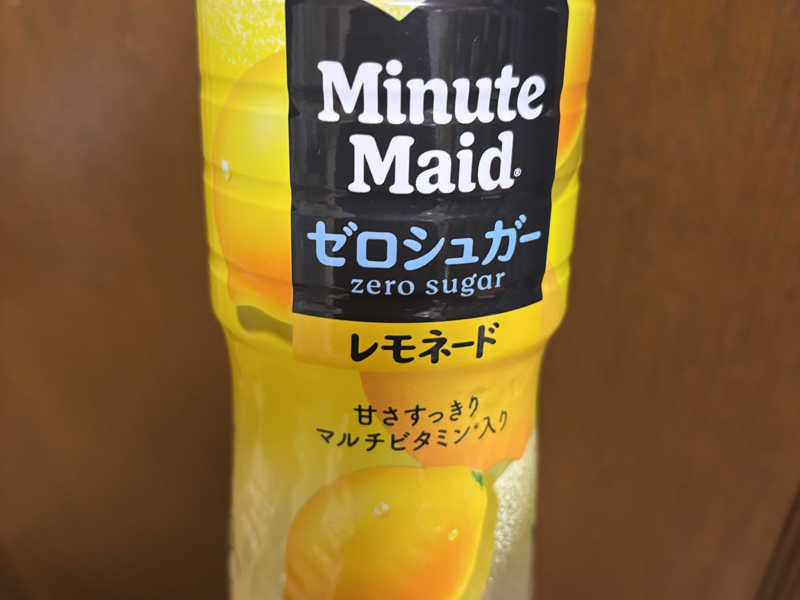 Minute
Maid®
ゼロシュガー
zero sugar
レモネード
甘さすっきり
マルチビタミン*入り